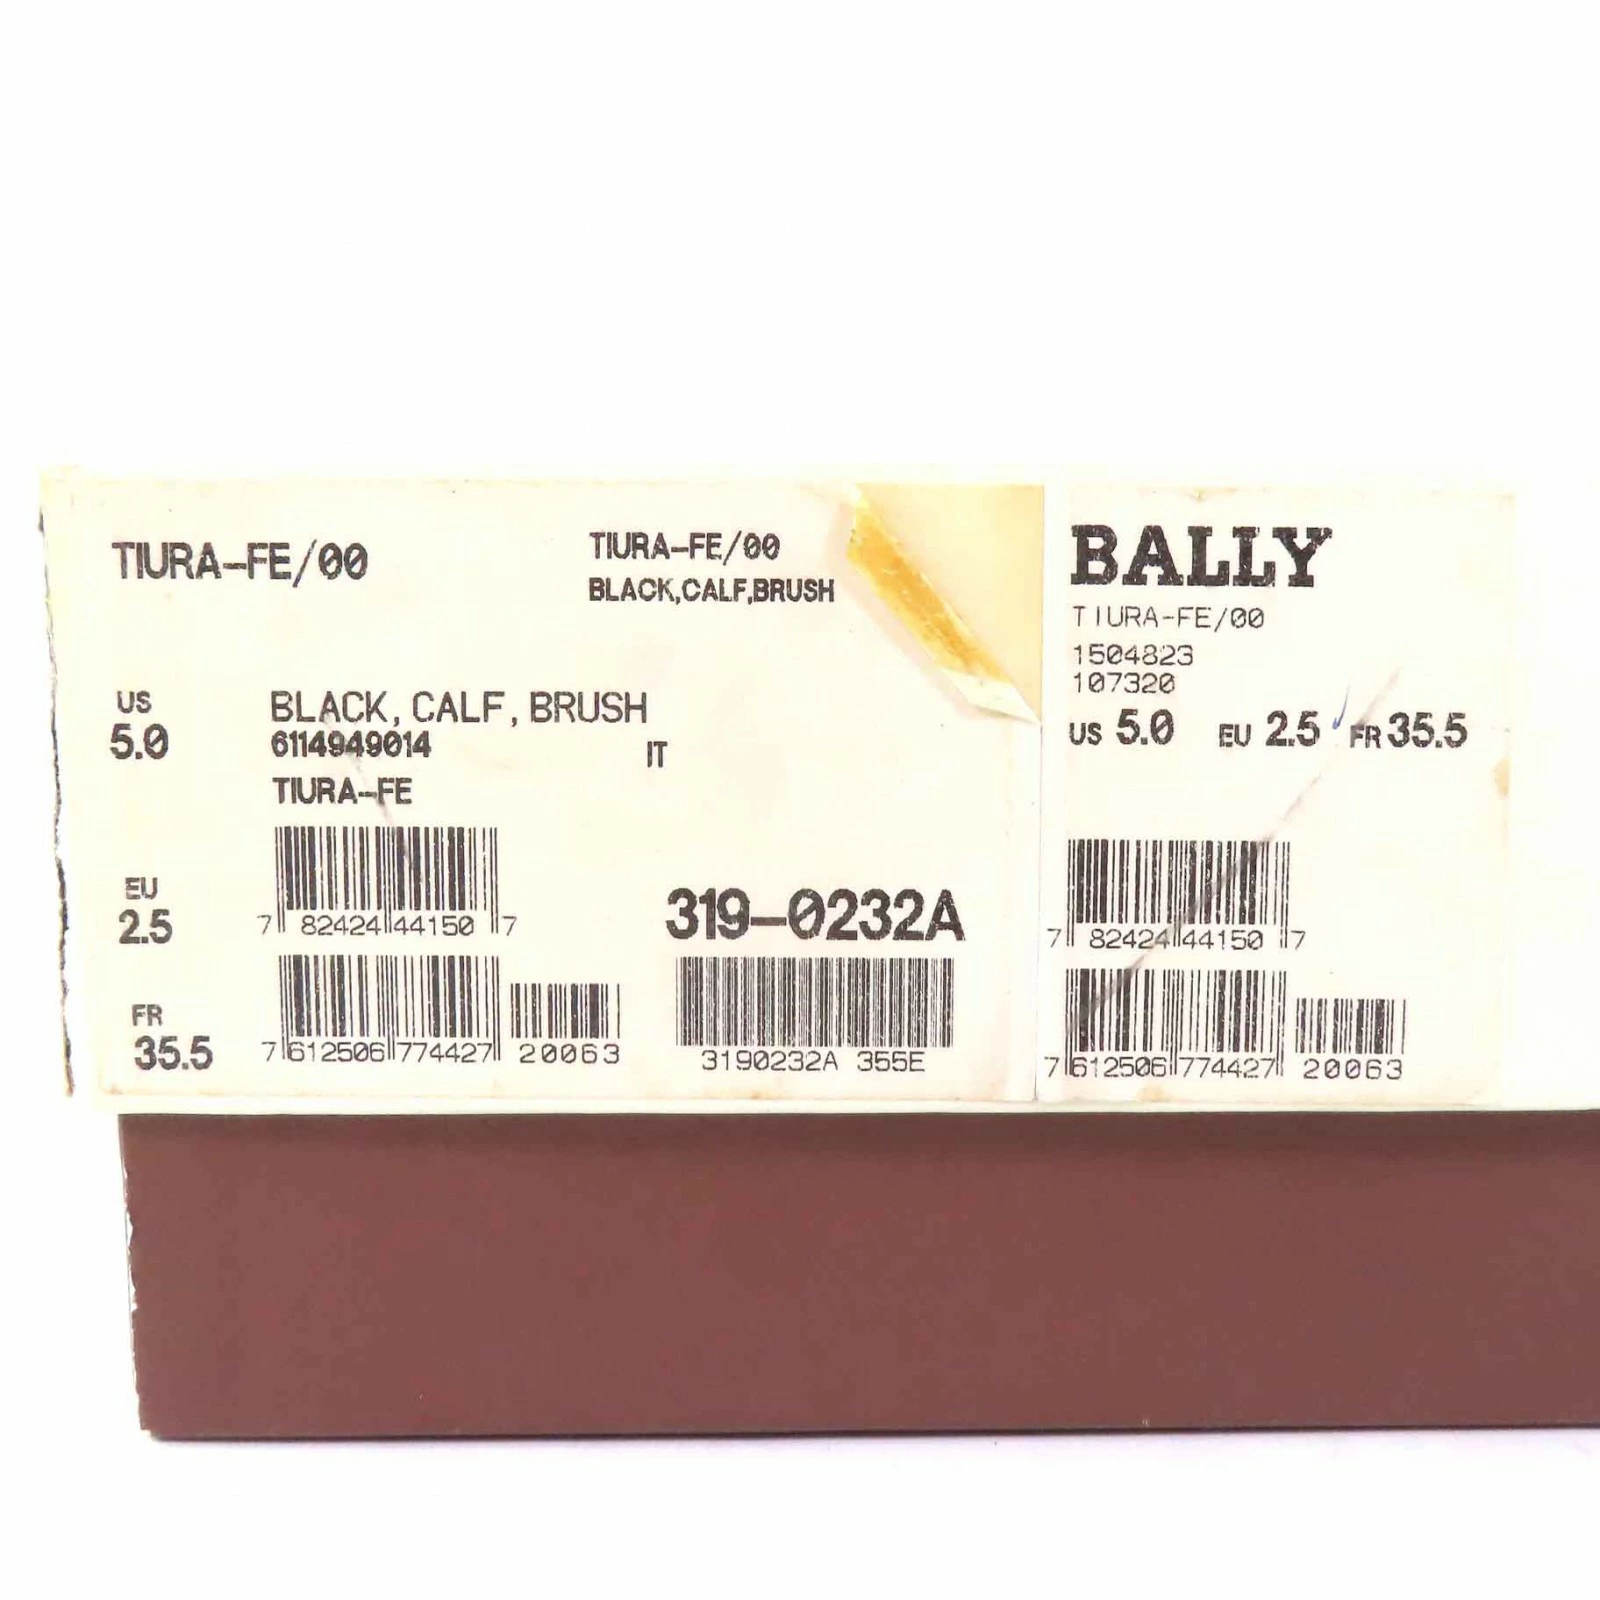 TIURA-FE/00
TIURA-FE/00
BLACK,CALF,BRUSH
US
5.0
BLACK, CALF, BRUSH
6114949014
IT
TIURA-FE
7 82424 44150 7
EU
2.5
319-0232A
FR
35.5
7 612506 774427 20063
3190232A 355E
BALLY
TIURA-FE/00
1504823
107320
US 5.0 EU 2.5 FR 35.5
7 82424 44150 7
7 612506 774427 20063